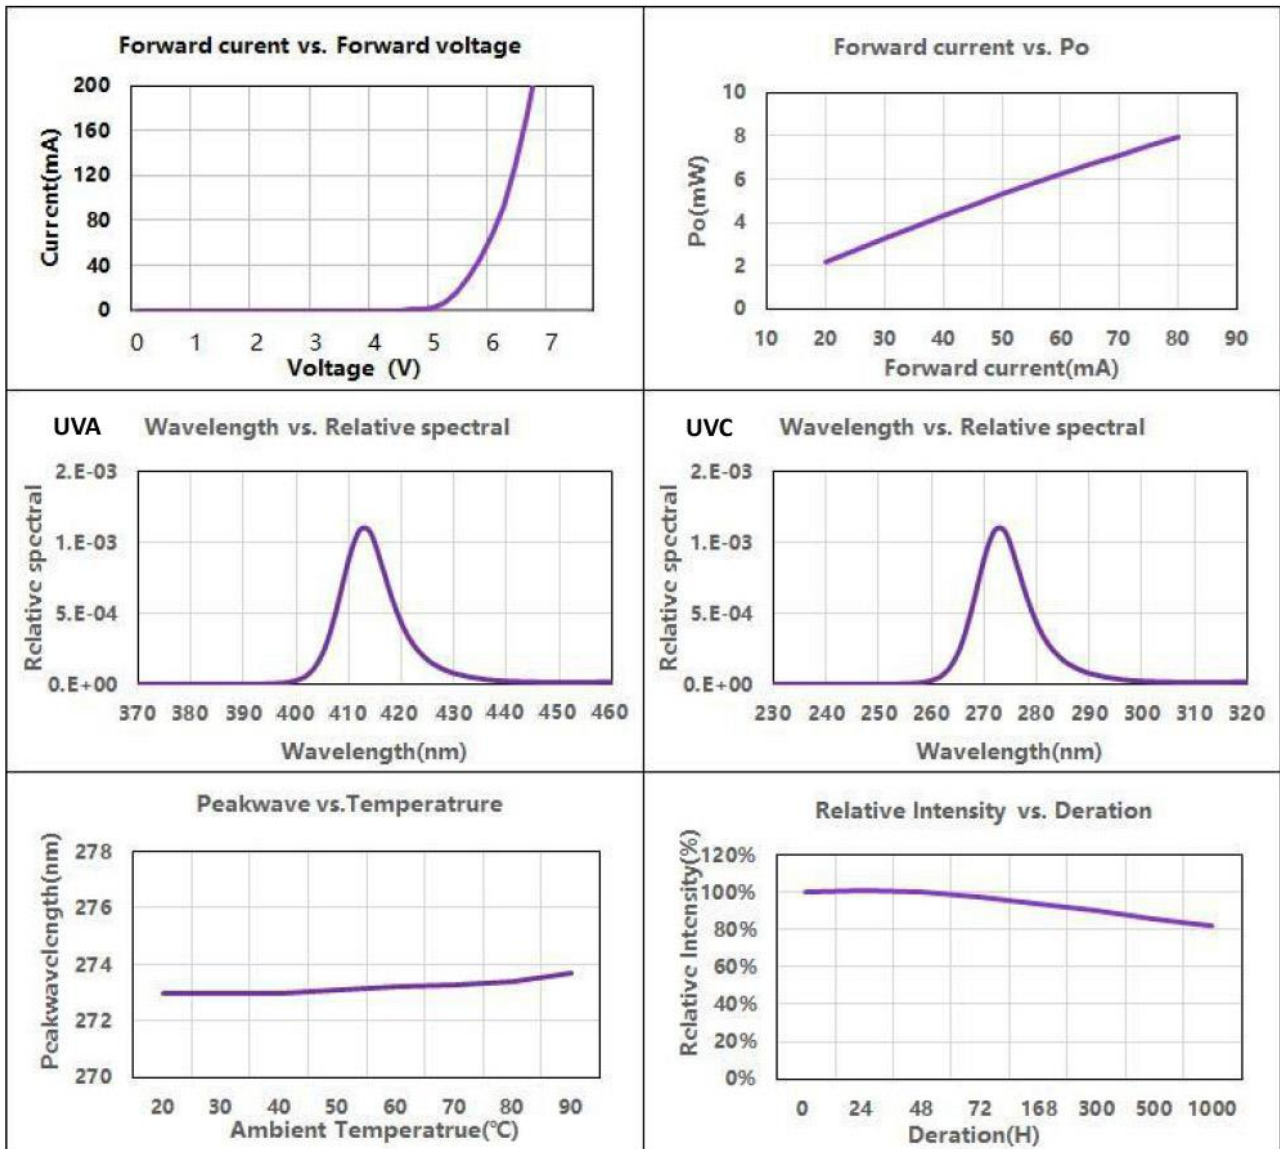 Forward curent vs. Forward voltage
Current(mA)
200
160
120
80
40
0
0 1 2 3 4 5 6 7
Voltage (V)
Forward current vs. Po
Po(mW)
10
8
6
4
2
0
10 20 30 40 50 60 70 80 90
Forward current(mA)
UVA Wavelength vs. Relative spectral
Relative spectral
2.E-03
1.E-03
5.E-04
0.E+00
370 380 390 400 410 420 430 440 450 460
Wavelength(nm)
UVC Wavelength vs. Relative spectral
Relative spectral
2.E-03
1.E-03
5.E-04
0.E+00
230 240 250 260 270 280 290 300 310 320
Wavelength(nm)
Peakwave vs.Temperatrure
Peakwavelength(nm)
278
276
274
272
270
20 30 40 50 60 70 80 90
Ambient Temperatrue(℃)
Relative Intensity vs. Deration
Relative Intensity(%)
120%
100%
80%
60%
40%
20%
0%
0 24 48 72 168 300 500 1000
Deration(H)